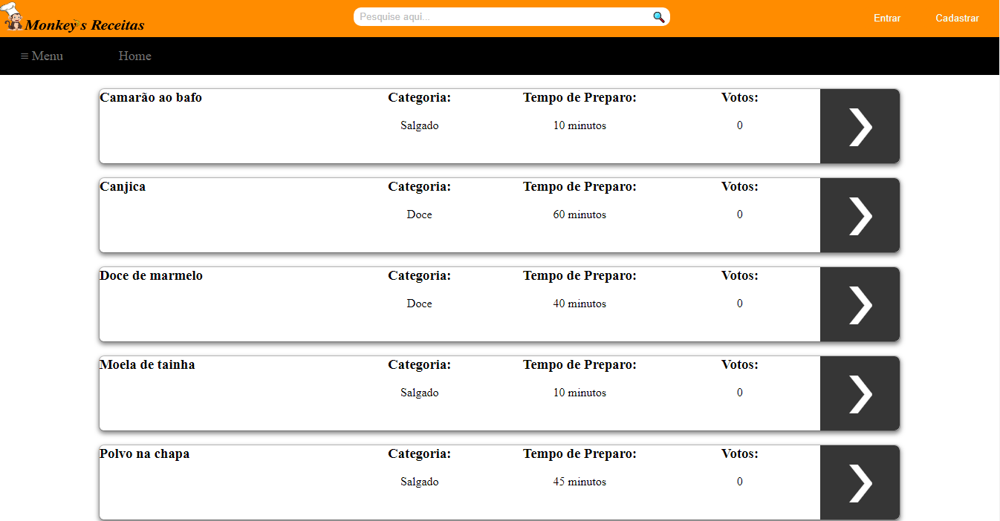 Monkey's Receitas
Pesquise aqui...
Entrar Cadastrar
≡ Menu Home
Camarão ao bafo Categoria: Tempo de Preparo: Votos:
Salgado 10 minutos 0
Canjica Categoria: Tempo de Preparo: Votos:
Doce 60 minutos 0
Doce de marmelo Categoria: Tempo de Preparo: Votos:
Doce 40 minutos 0
Moela de tainha Categoria: Tempo de Preparo: Votos:
Salgado 10 minutos 0
Polvo na chapa Categoria: Tempo de Preparo: Votos:
Salgado 45 minutos 0